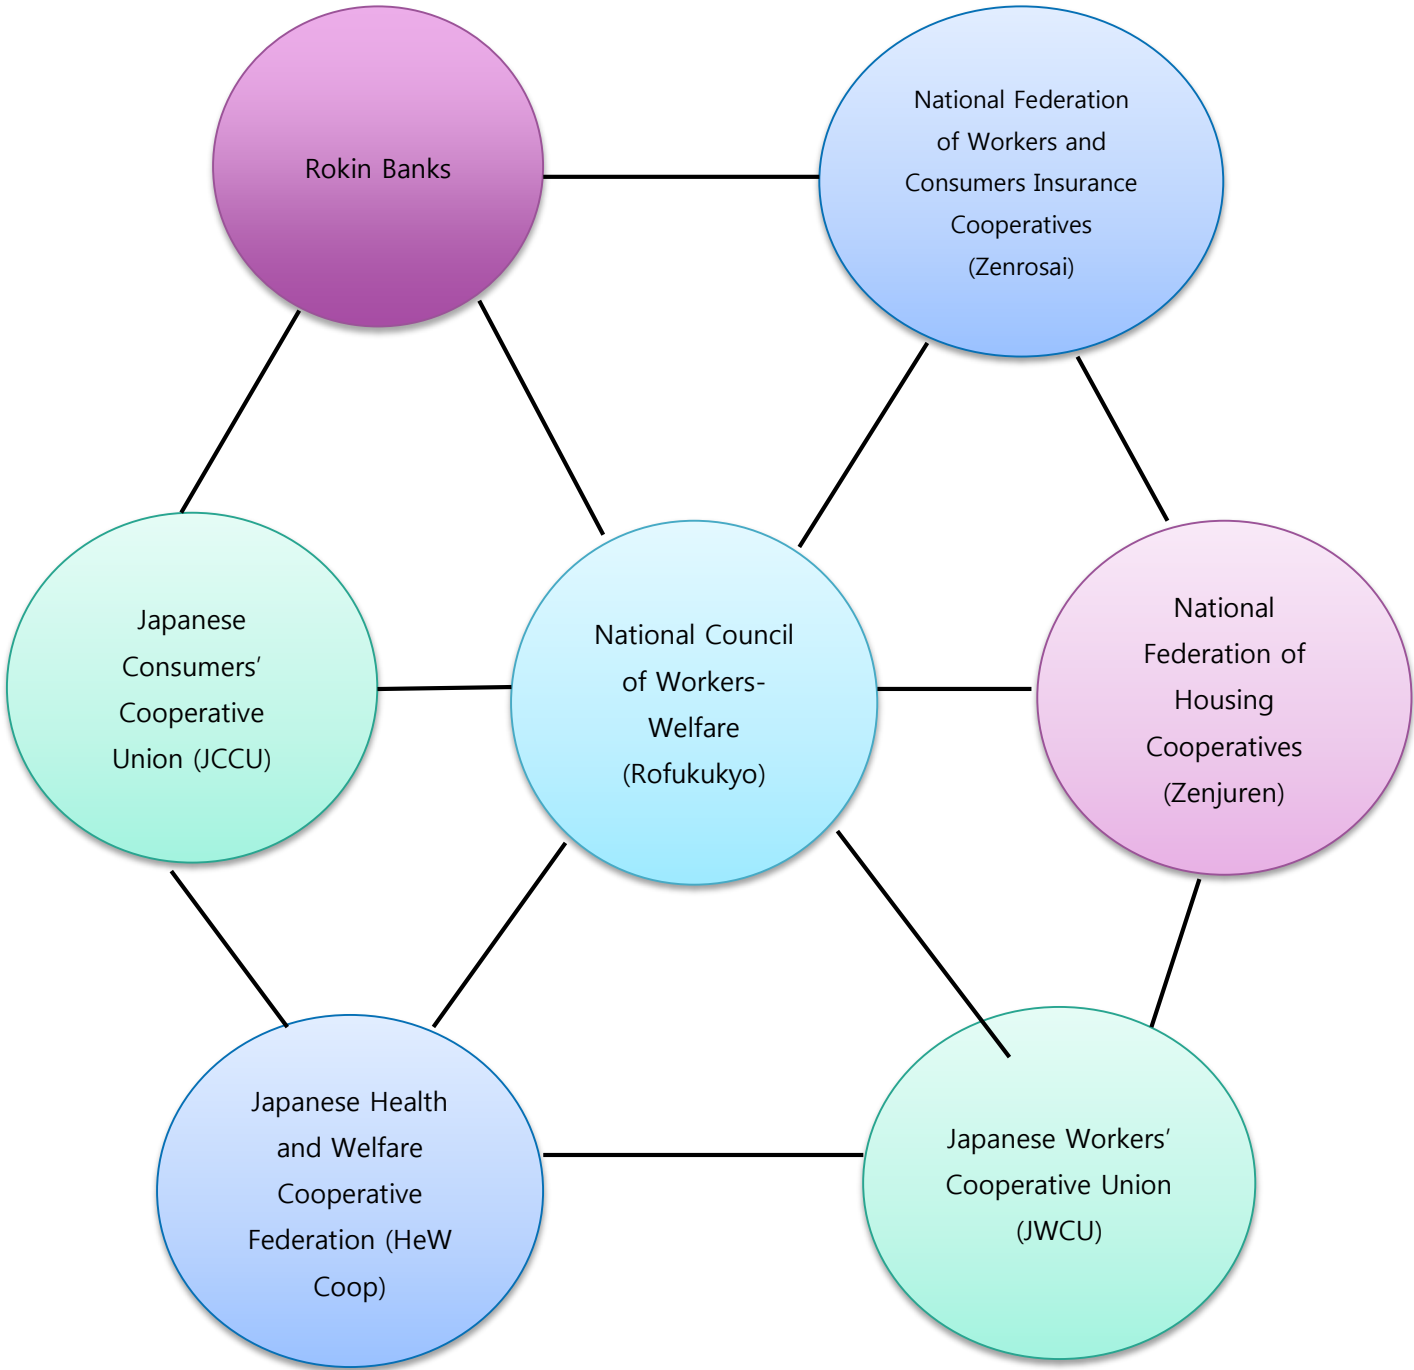 Rokin Banks
National Federation
of Workers and
Consumers Insurance
Cooperatives
(Zenrosai)
Japanese
Consumers’
Cooperative
Union (JCCU)
National Council
of Workers-
Welfare
(Rofukukyo)
National
Federation of
Housing
Cooperatives
(Zenjuren)
Japanese Health
and Welfare
Cooperative
Federation (HeW
Coop)
Japanese Workers’
Cooperative Union
(JWCU)